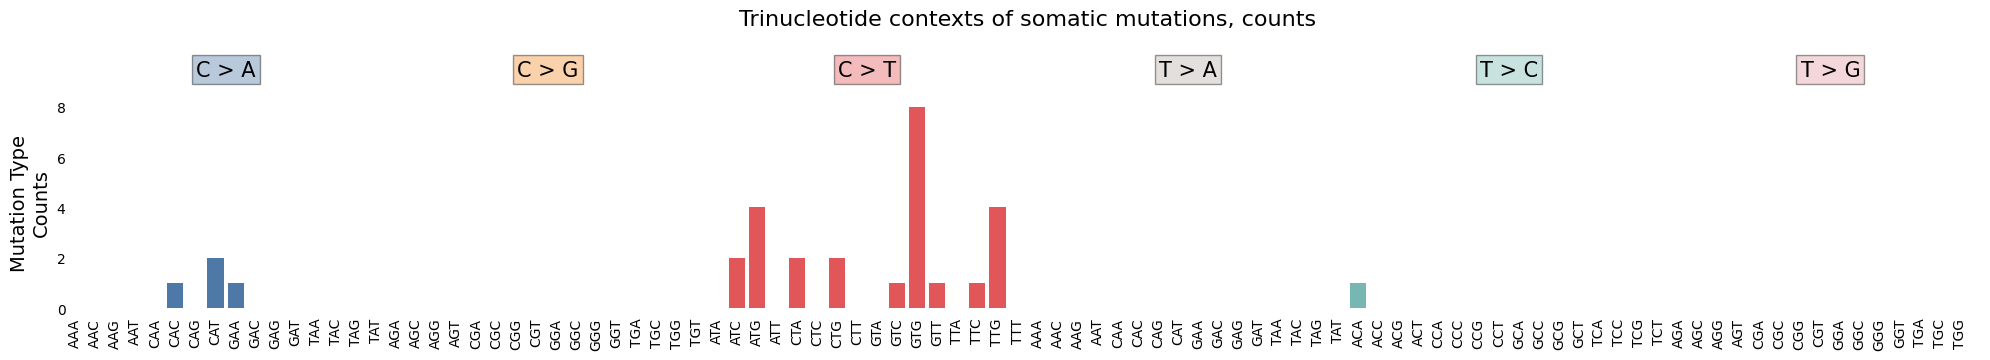 Trinucleotide contexts of somatic mutations, counts
C > A C > G C > T T > A T > C T > G
Mutation Type
Counts
8
6
4
2
0
AAA AAC AAG AAT CAA CAC CAG CAT GAA GAC GAG GAT TAA TAC TAG TAT AGA AGC AGG AGT CGA CGC CGG CGT GGA GGC GGG GGT TGA TGC TGG TGT ATA ATC ATG ATT CTA CTC CTG CTT GTA GTC GTG GTT TTA TTC TTG TTT AAA AAC AAG AAT CAA CAC CAG CAT GAA GAC GAG GAT TAA TAC TAG TAT ACA ACC ACG ACT CCA CCC CCG CCT GCA GCC GCG GCT TCA TCC TCG TCT AGA AGC AGG AGT CGA CGC CGG CGT GGA GGC GGG GGT TGA TGC TGG